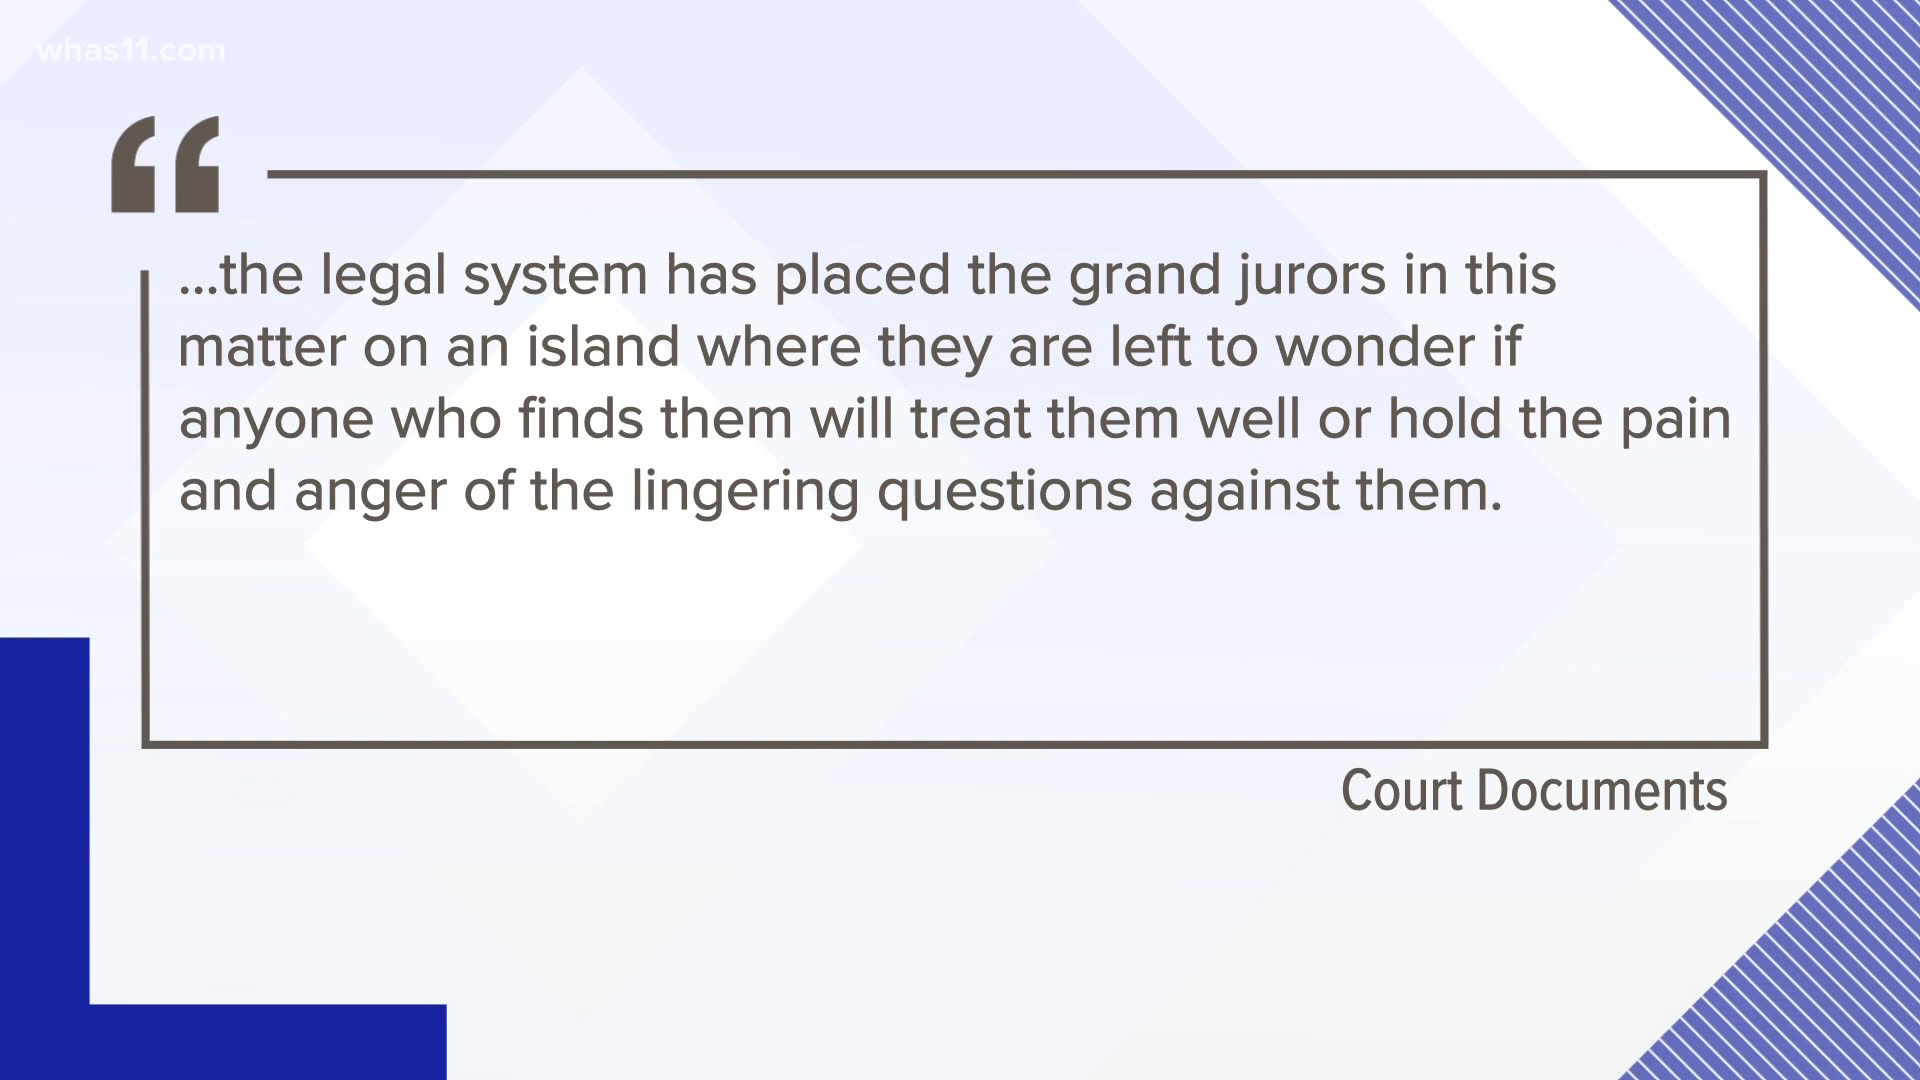 whas11.com
“
...the legal system has placed the grand jurors in this
matter on an island where they are left to wonder if
anyone who finds them will treat them well or hold the pain
and anger of the lingering questions against them.
Court Documents